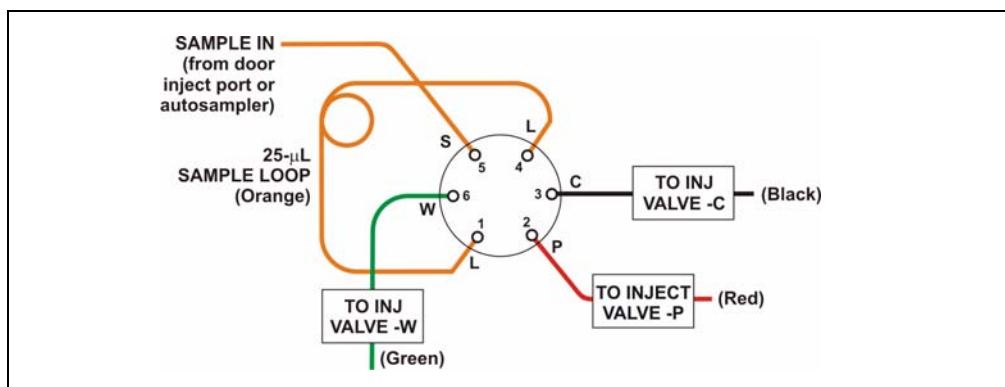 SAMPLE IN
(from door
inject port or
autosampler)
S
L
5
4
25-μL
SAMPLE LOOP
(Orange)
6
W
3
C
TO INJ
VALVE -C
(Black)
1
L
2
P
TO INJECT
VALVE -P
(Red)
TO INJ
VALVE -W
(Green)